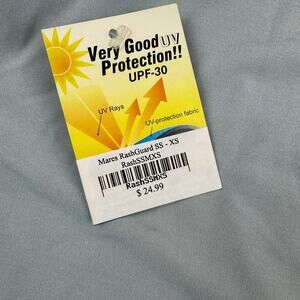 Very Good UV
Protection!!
UPF-30
UV Rays
UV-protection fabric
Mares RashGuard SS - XS
RashSSMXS
RashSSMXS
$ 24.99